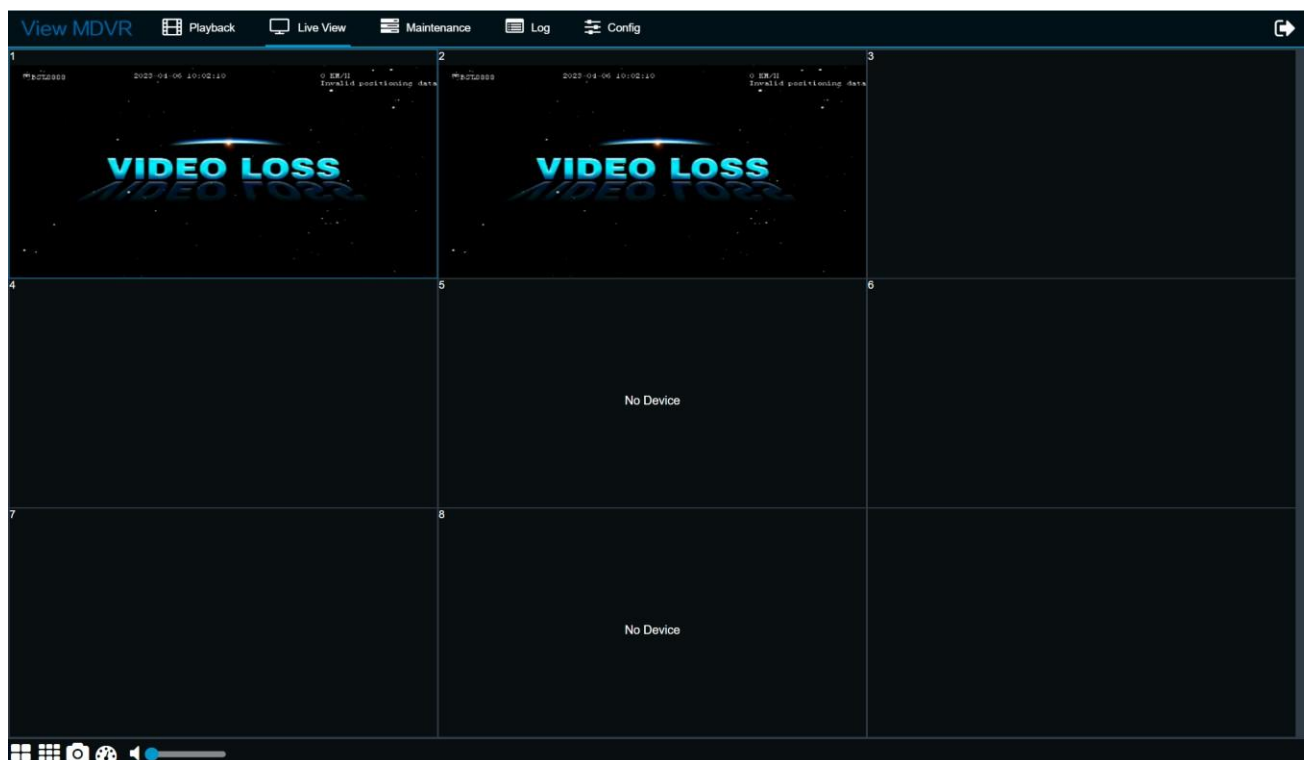 View MDVR Playback Live View Maintenance Log Config
1 2 3
2023-04-06 10:02:10 0 KM/H 2023-04-06 10:02:10 0 KM/H
Invalid positioning data Invalid positioning data
VIDEO LOSS VIDEO LOSS
4 5 6
No Device
7 8
No Device